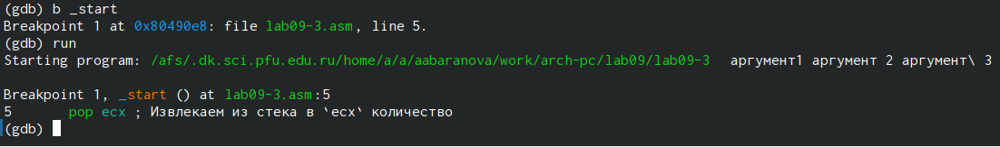 (gdb) b _start
Breakpoint 1 at 0x80490e8: file lab09-3.asm, line 5.
(gdb) run
Starting program: /afs/.dk.sci.pfu.edu.ru/home/a/a/aabaranova/work/arch-pc/lab09/lab09-3  аргумент1 аргумент 2 аргумент\ 3
Breakpoint 1, _start () at lab09-3.asm:5
5       pop ecx ; Извлекаем из стека в `ecx` количество
(gdb)